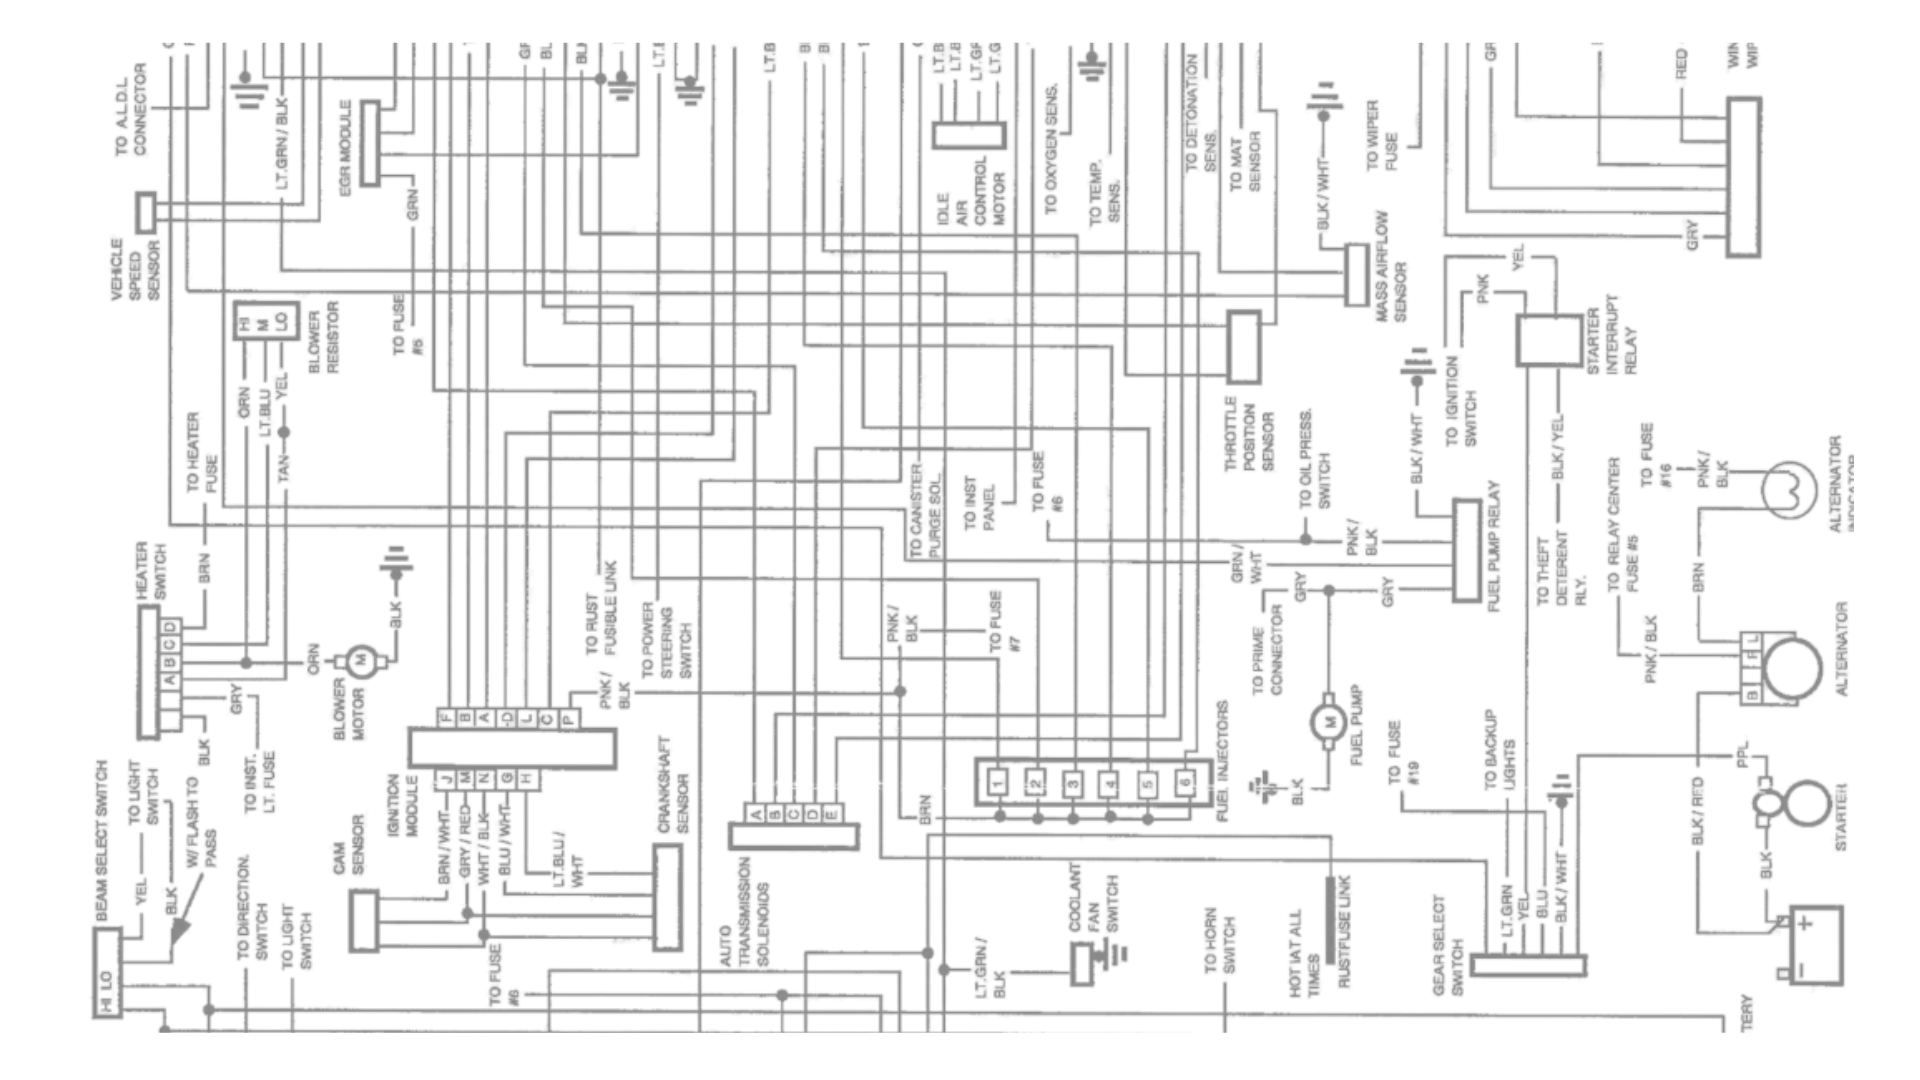 TO A.L.D.L.
CONNECTOR
LT.GRN / BLK
EGR MODULE
GRN
TO FUSE
#5
VEHICLE
SPEED
SENSOR
HI
M
LO
BLOWER
RESISTOR
ORN
LT.BLU
YEL
TAN
TO HEATER
FUSE
BRN
HEATER
SWITCH
D
C
B
A
GRY
BLK
TO INST.
LT. FUSE
ORN
BLOWER
MOTOR
M
BLK
BEAM SELECT SWITCH
TO LIGHT
SWITCH
W/ FLASH TO
PASS
YEL
BLK
HI LO
TO DIRECTION.
SWITCH
TO LIGHT
SWITCH
CAM
SENSOR
IGNITION
MODULE
F
B
A
D
L
C
P
J
M
N
G
H
BRN / WHT
GRY / RED
WHT / BLK
BLU / WHT
LT.BLU /
WHT
TO FUSE
#6
CRANKSHAFT
SENSOR
PNK /
BLK
TO RUST
FUSIBLE LINK
TO POWER
STEERING
SWITCH
LT.B
LT.B
LT.B
LT.GR
LT.G
IDLE
AIR
CONTROL
MOTOR
TO OXYGEN SENS.
TO TEMP.
SENS.
TO DETONATION
SENS.
TO MAT
SENSOR
BLK / WHT
MASS AIRFLOW
SENSOR
TO WIPER
FUSE
GR
RED
WIN
WIP
GRY
YEL
PNK
STARTER
INTERRUPT
RELAY
TO IGNITION
SWITCH
THROTTLE
POSITION
SENSOR
TO OIL PRESS.
SWITCH
BLK / WHT
BLK / YEL
TO CANISTER
PURGE SOL.
TO INST
PANEL
TO FUSE
#6
PNK /
BLK
GRN /
WHT
GRY
GRY
FUEL PUMP RELAY
TO THEFT
DETERENT
RLY.
TO RELAY CENTER
FUSE #5
TO FUSE
#16
PNK /
BLK
ALTERNATOR
INDICATOR
BRN
PNK / BLK
L
F
B
ALTERNATOR
PNK /
BLK
TO FUSE
#7
TO PRIME
CONNECTOR
M
FUEL PUMP
BLK
1
2
3
4
5
6
FUEL INJECTORS
BRN
A
B
C
D
E
AUTO
TRANSMISSION
SOLENOIDS
COOLANT
FAN
SWITCH
LT.GRN /
BLK
TO HORN
SWITCH
HOT IAT ALL
TIMES
RUSTFUSE LINK
TO FUSE
#19
TO BACKUP
LIGHTS
GEAR SELECT
SWITCH
LT.GRN
YEL
BLU
BLK / WHT
PPL
STARTER
BLK / RED
BLK
+
−
TERY